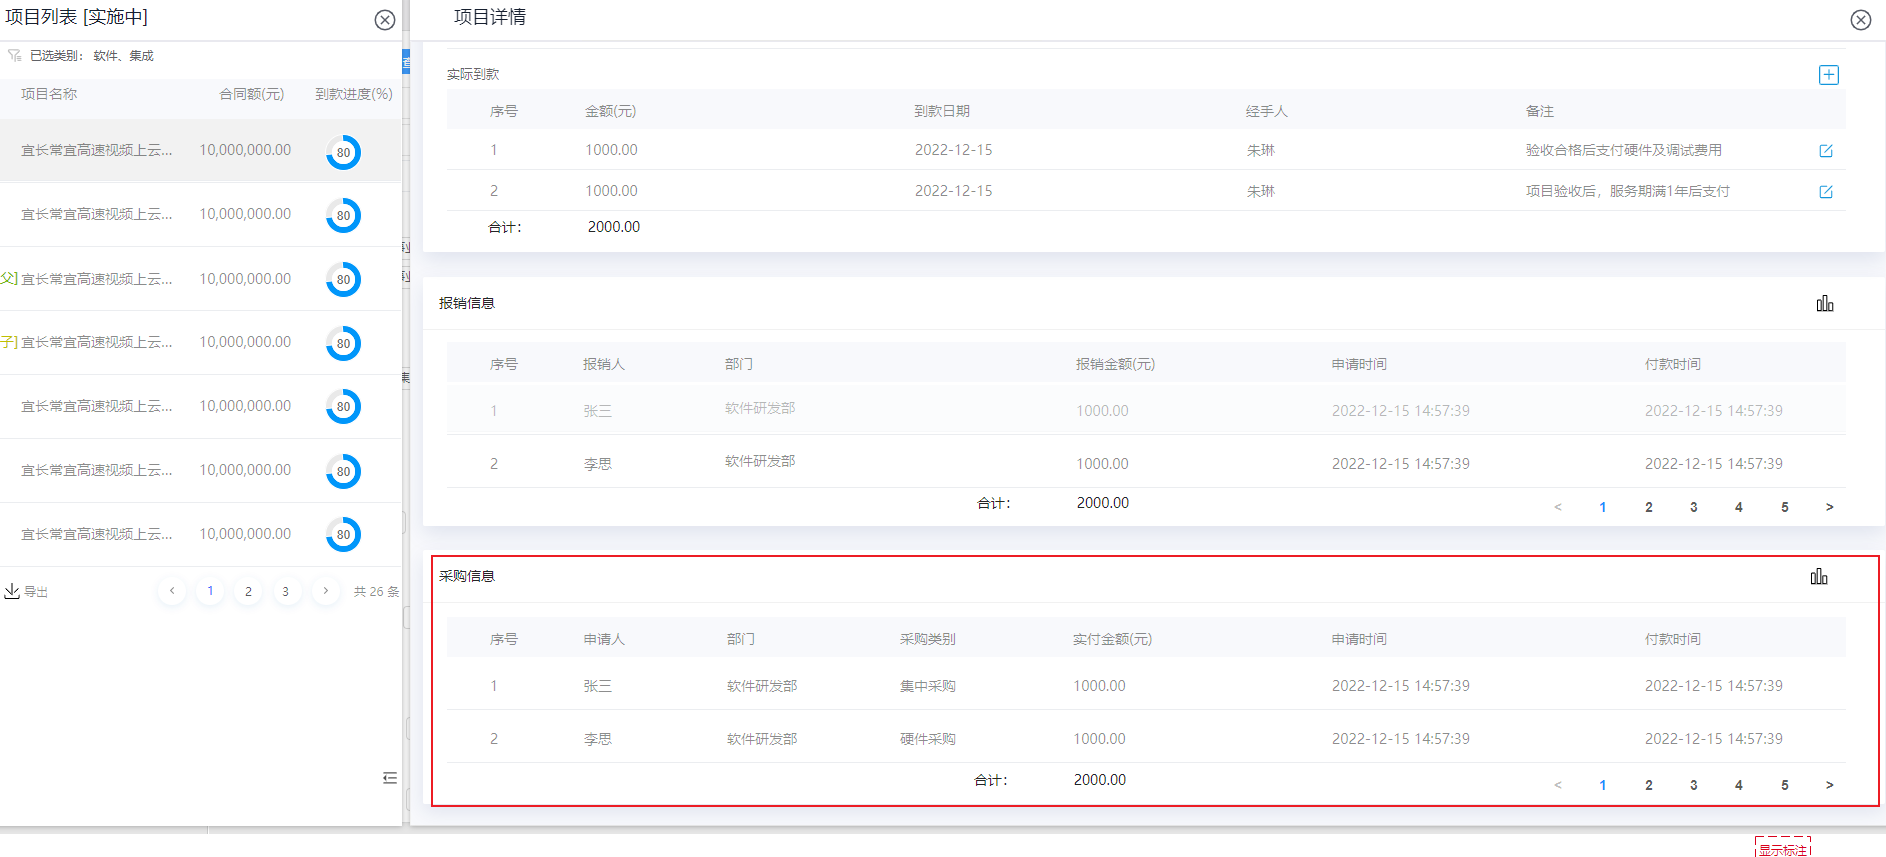 项目列表 [实施中]
已选类别： 软件、集成
项目名称 合同额(元) 到款进度(%)
宜长常宜高速视频上云... 10,000,000.00 80
宜长常宜高速视频上云... 10,000,000.00 80
父] 宜长常宜高速视频上云... 10,000,000.00 80
子] 宜长常宜高速视频上云... 10,000,000.00 80
宜长常宜高速视频上云... 10,000,000.00 80
宜长常宜高速视频上云... 10,000,000.00 80
宜长常宜高速视频上云... 10,000,000.00 80
导出 < 1 2 3 > 共 26 条
项目详情
实际到款
序号 金额(元) 到款日期 经手人 备注
1 1000.00 2022-12-15 朱琳 验收合格后支付硬件及调试费用
2 1000.00 2022-12-15 朱琳 项目验收后，服务期满1年后支付
合计： 2000.00
报销信息
序号 报销人 部门 报销金额(元) 申请时间 付款时间
1 张三 软件研发部 1000.00 2022-12-15 14:57:39 2022-12-15 14:57:39
2 李思 软件研发部 1000.00 2022-12-15 14:57:39 2022-12-15 14:57:39
合计： 2000.00 < 1 2 3 4 5 >
采购信息
序号 申请人 部门 采购类别 实付金额(元) 申请时间 付款时间
1 张三 软件研发部 集中采购 1000.00 2022-12-15 14:57:39 2022-12-15 14:57:39
2 李思 软件研发部 硬件采购 1000.00 2022-12-15 14:57:39 2022-12-15 14:57:39
合计： 2000.00 < 1 2 3 4 5 >
显示标注